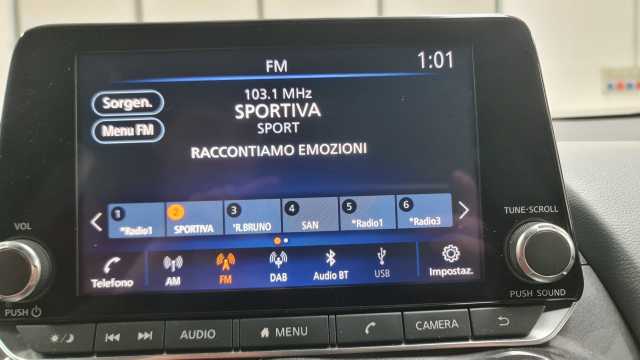 FM
1:01
Sorgen.
Menu FM
103.1 MHz
SPORTIVA
SPORT
RACCONTIAMO EMOZIONI
1 *Radio1
2 SPORTIVA
3 *R.BRUNO
4 SAN
5 *Radio1
6 *Radio3
Telefono
AM
FM
DAB
Audio BT
USB
Impostaz.
VOL
PUSH
TUNE·SCROLL
PUSH SOUND
AUDIO
MENU
CAMERA